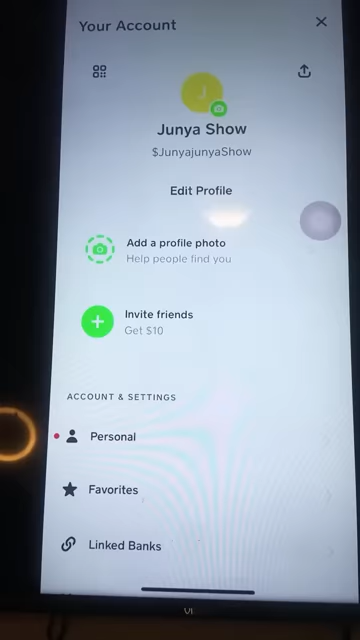 Your Account
J
Junya Show
$JunyajunyaShow
Edit Profile
Add a profile photo
Help people find you
Invite friends
Get $10
ACCOUNT & SETTINGS
Personal
Favorites
Linked Banks